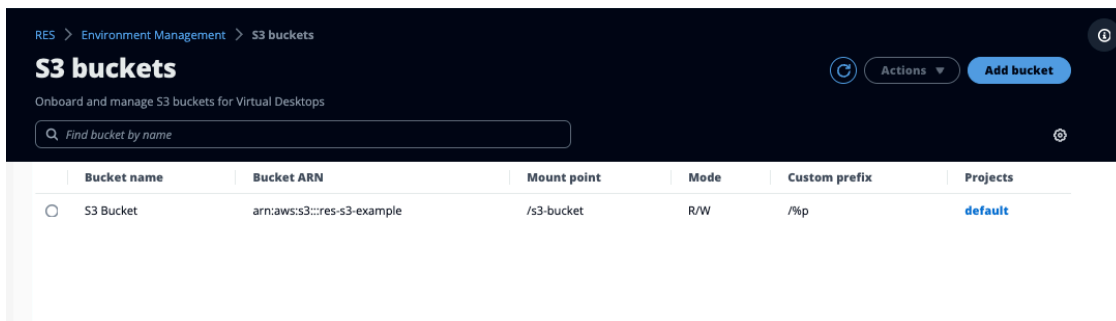 RES > Environment Management > S3 buckets
S3 buckets
Actions ▼ Add bucket
Onboard and manage S3 buckets for Virtual Desktops
Find bucket by name
Bucket name Bucket ARN Mount point Mode Custom prefix Projects
S3 Bucket arn:aws:s3:::res-s3-example /s3-bucket R/W /%p default